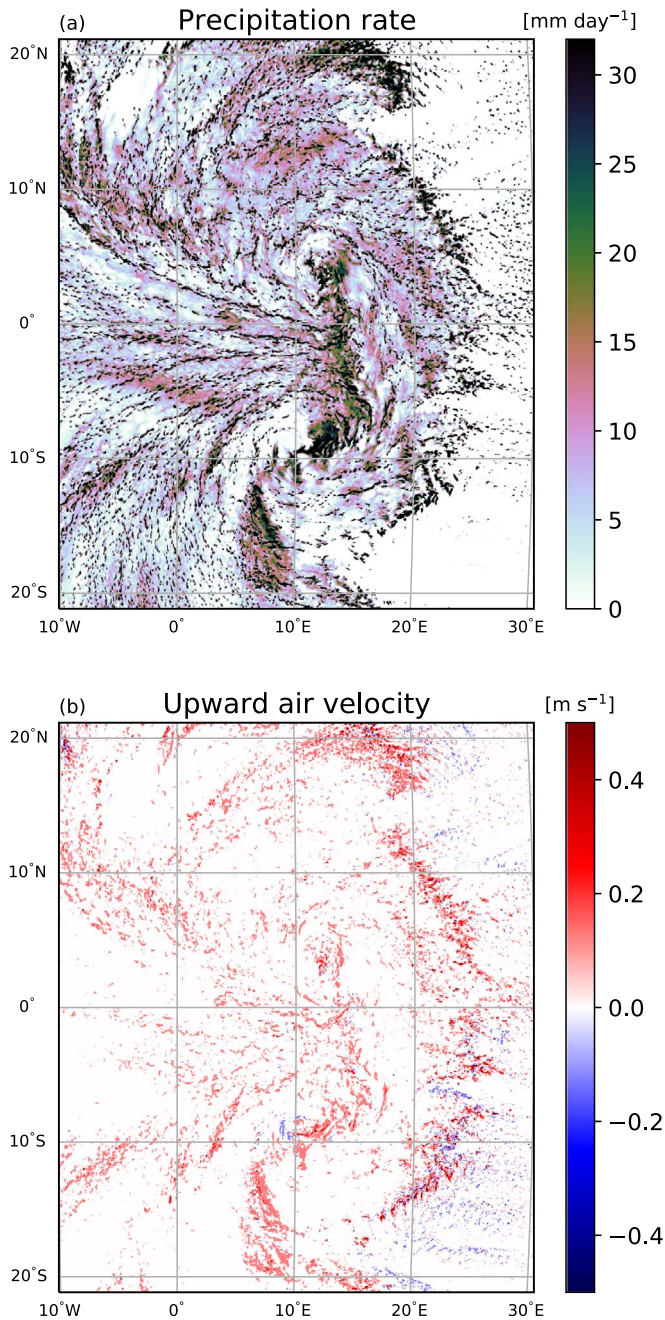 (a) Precipitation rate [mm day⁻¹]
20°N
10°N
0°
10°S
20°S
10°W 0° 10°E 20°E 30°E
30
25
20
15
10
5
0
(b) Upward air velocity [m s⁻¹]
20°N
10°N
0°
10°S
20°S
10°W 0° 10°E 20°E 30°E
0.4
0.2
0.0
−0.2
−0.4